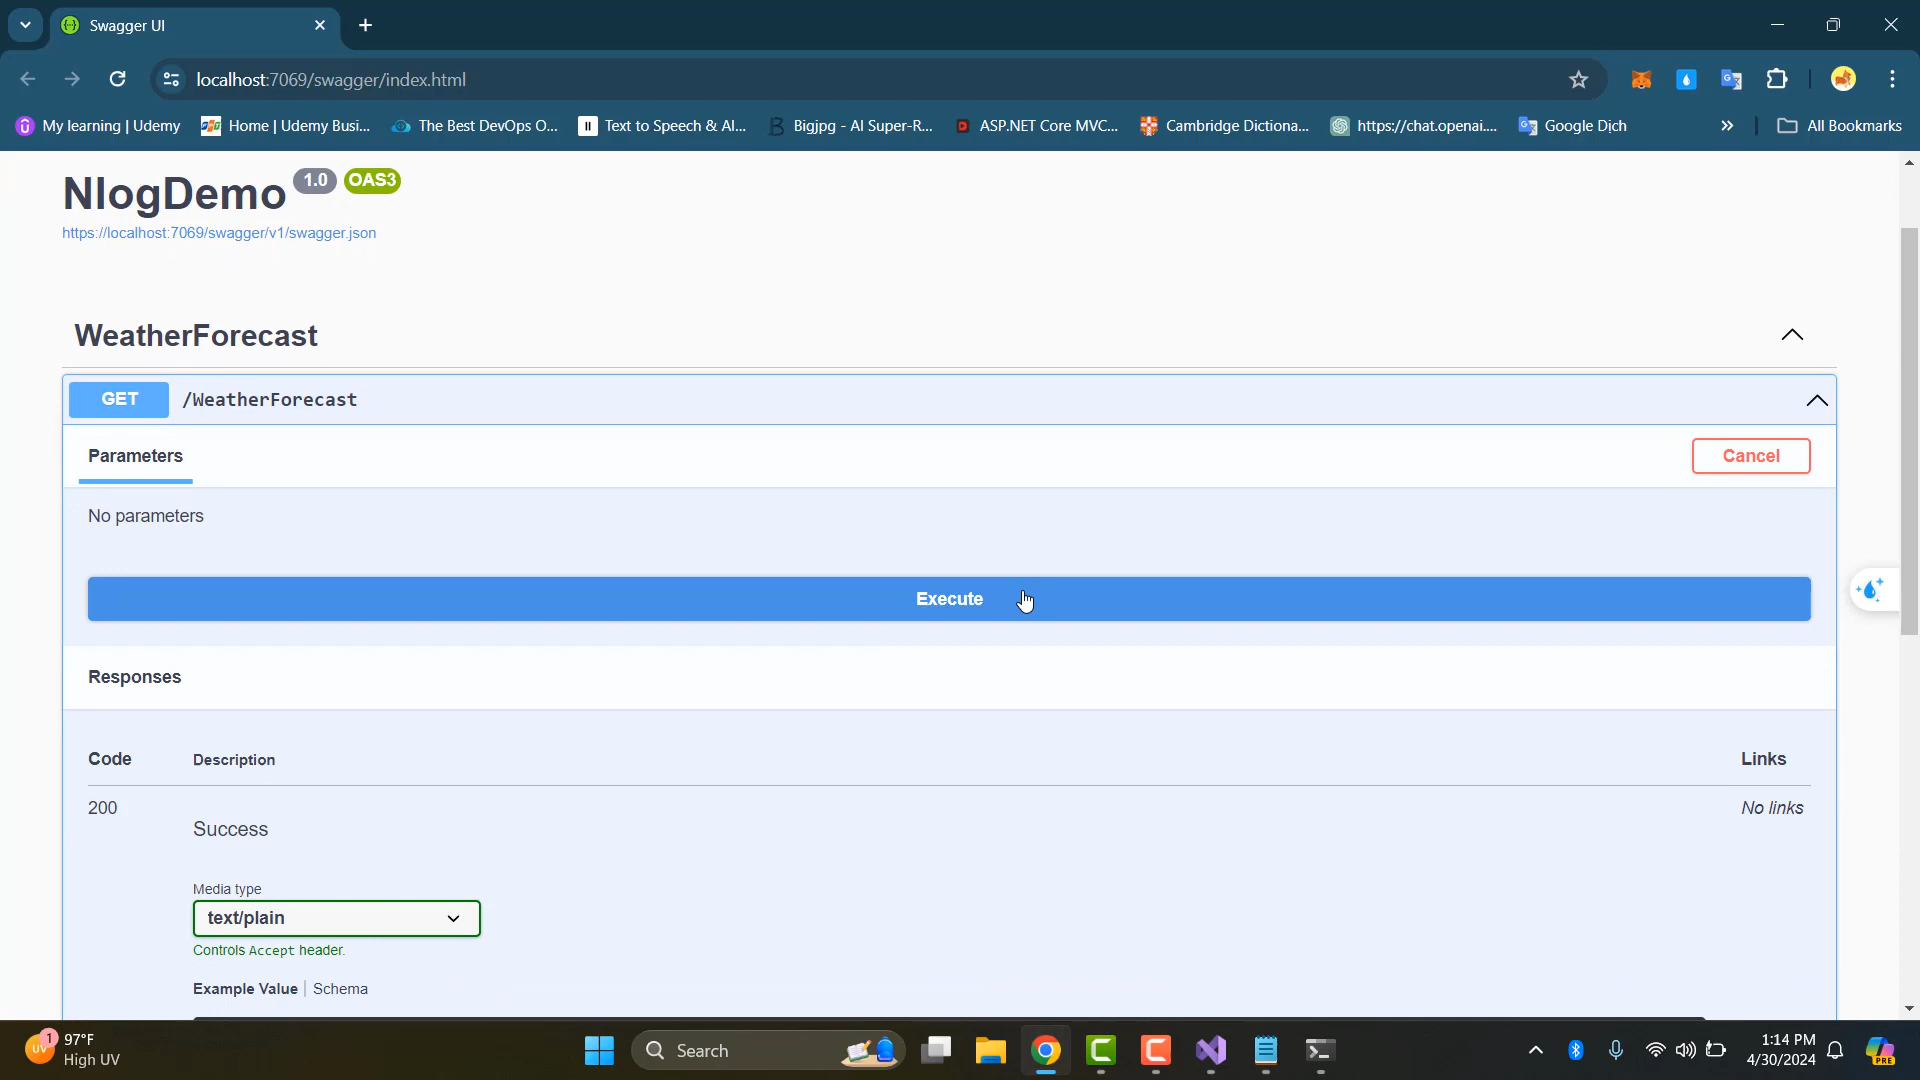 Swagger UI
localhost:7069/swagger/index.html
My learning | Udemy
Home | Udemy Busi...
The Best DevOps O...
Text to Speech & AI...
Bigjpg - AI Super-R...
ASP.NET Core MVC...
Cambridge Dictiona...
https://chat.openai....
Google Dịch
All Bookmarks
NlogDemo 1.0 OAS3
https://localhost:7069/swagger/v1/swagger.json
WeatherForecast
GET /WeatherForecast
Parameters
Cancel
No parameters
Execute
Responses
Code Description Links
200 No links
Success
Media type
text/plain
Controls Accept header.
Example Value | Schema
UV 1 97°F
High UV
Search
1:14 PM
4/30/2024
PRE